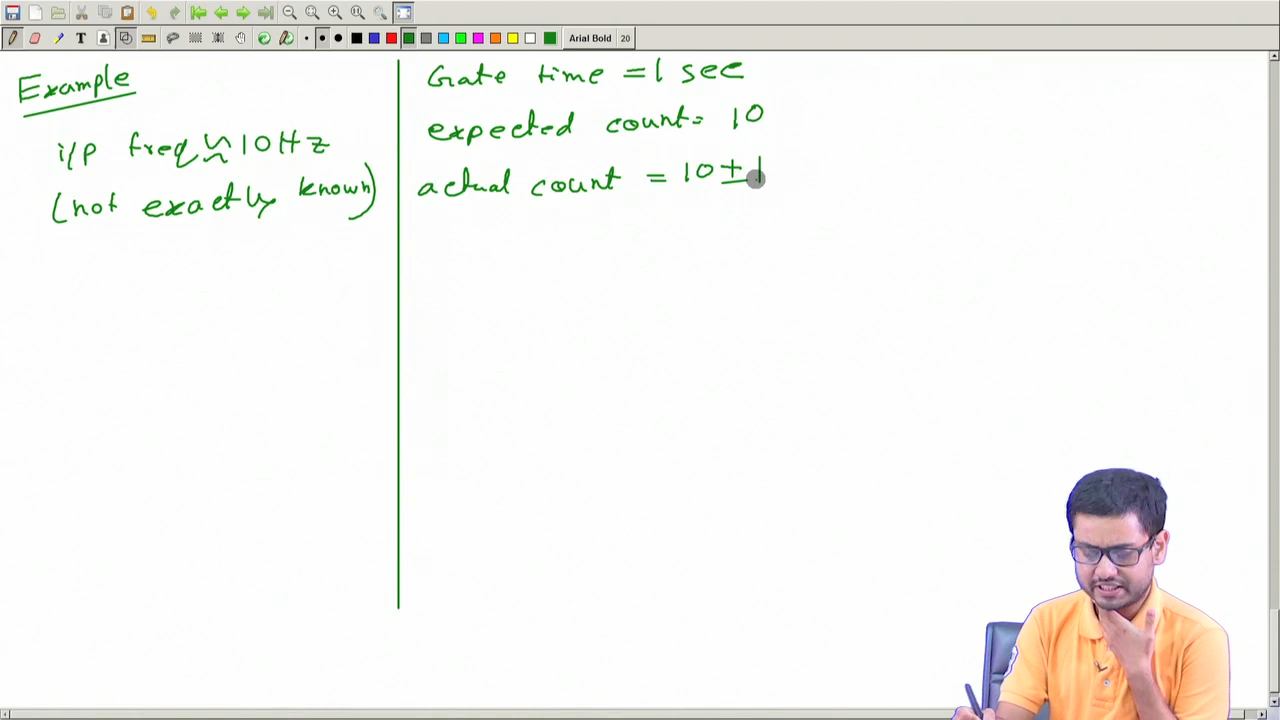 Arial Bold 20
Example
i/p freq ≈ 10 Hz
(not exactly known)
Gate time = 1 sec
expected count = 10
actual count = 10 ± 1